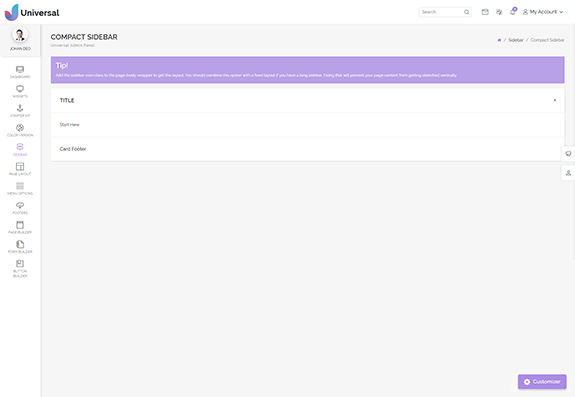 Universal
Search
My Account
JOHAN DEO
COMPACT SIDEBAR
Universal Admin Panel
/ Sidebar / Compact Sidebar
DASHBOARD
WIDGETS
STARTER KIT
COLOR VERSION
SIDEBAR
PAGE LAYOUT
MENU OPTIONS
FOOTERS
PAGE BUILDER
FORM BUILDER
BUTTON
BUILDER
Tip!
Add the sidebar-icon class to the page-body-wrapper to get this layout. You should combine this option with a fixed layout if you have a long sidebar. Doing that will prevent your page content from getting stretched vertically.
TITLE
Start Here
Card Footer
Customizer